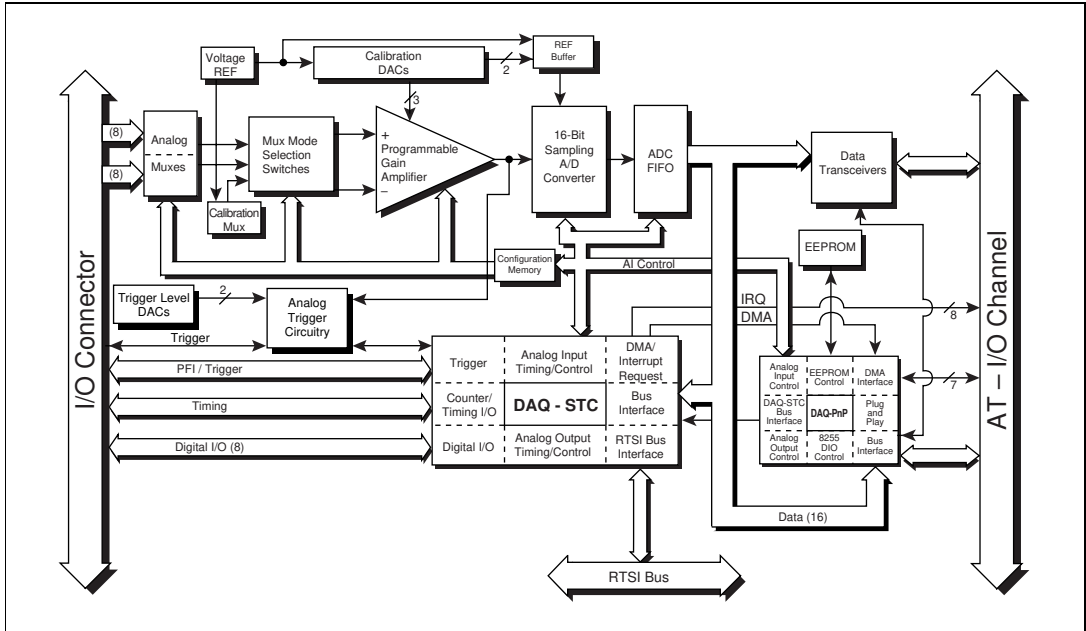 Voltage
REF
Calibration
DACs
2
REF
Buffer
3
(8)
(8)
Analog
Muxes
Mux Mode
Selection
Switches
+
Programmable
Gain
Amplifier
–
16-Bit
Sampling
A/D
Converter
ADC
FIFO
Data
Transceivers
Calibration
Mux
EEPROM
Configuration
Memory
AI Control
I/O Connector
AT – I/O Channel
Trigger Level
DACs
2
Analog
Trigger
Circuitry
IRQ
DMA
8
Trigger
PFI / Trigger
Timing
Digital I/O (8)
Trigger
Analog Input
Timing/Control
DMA/
Interrupt
Request
Counter/
Timing I/O
DAQ - STC
Bus
Interface
Digital I/O
Analog Output
Timing/Control
RTSI Bus
Interface
Analog
Input
Control
EEPROM
Control
DMA
Interface
7
DAQ-STC
Bus
Interface
DAQ-PnP
Plug
and
Play
Analog
Output
Control
8255
DIO
Control
Bus
Interface
Data (16)
RTSI Bus